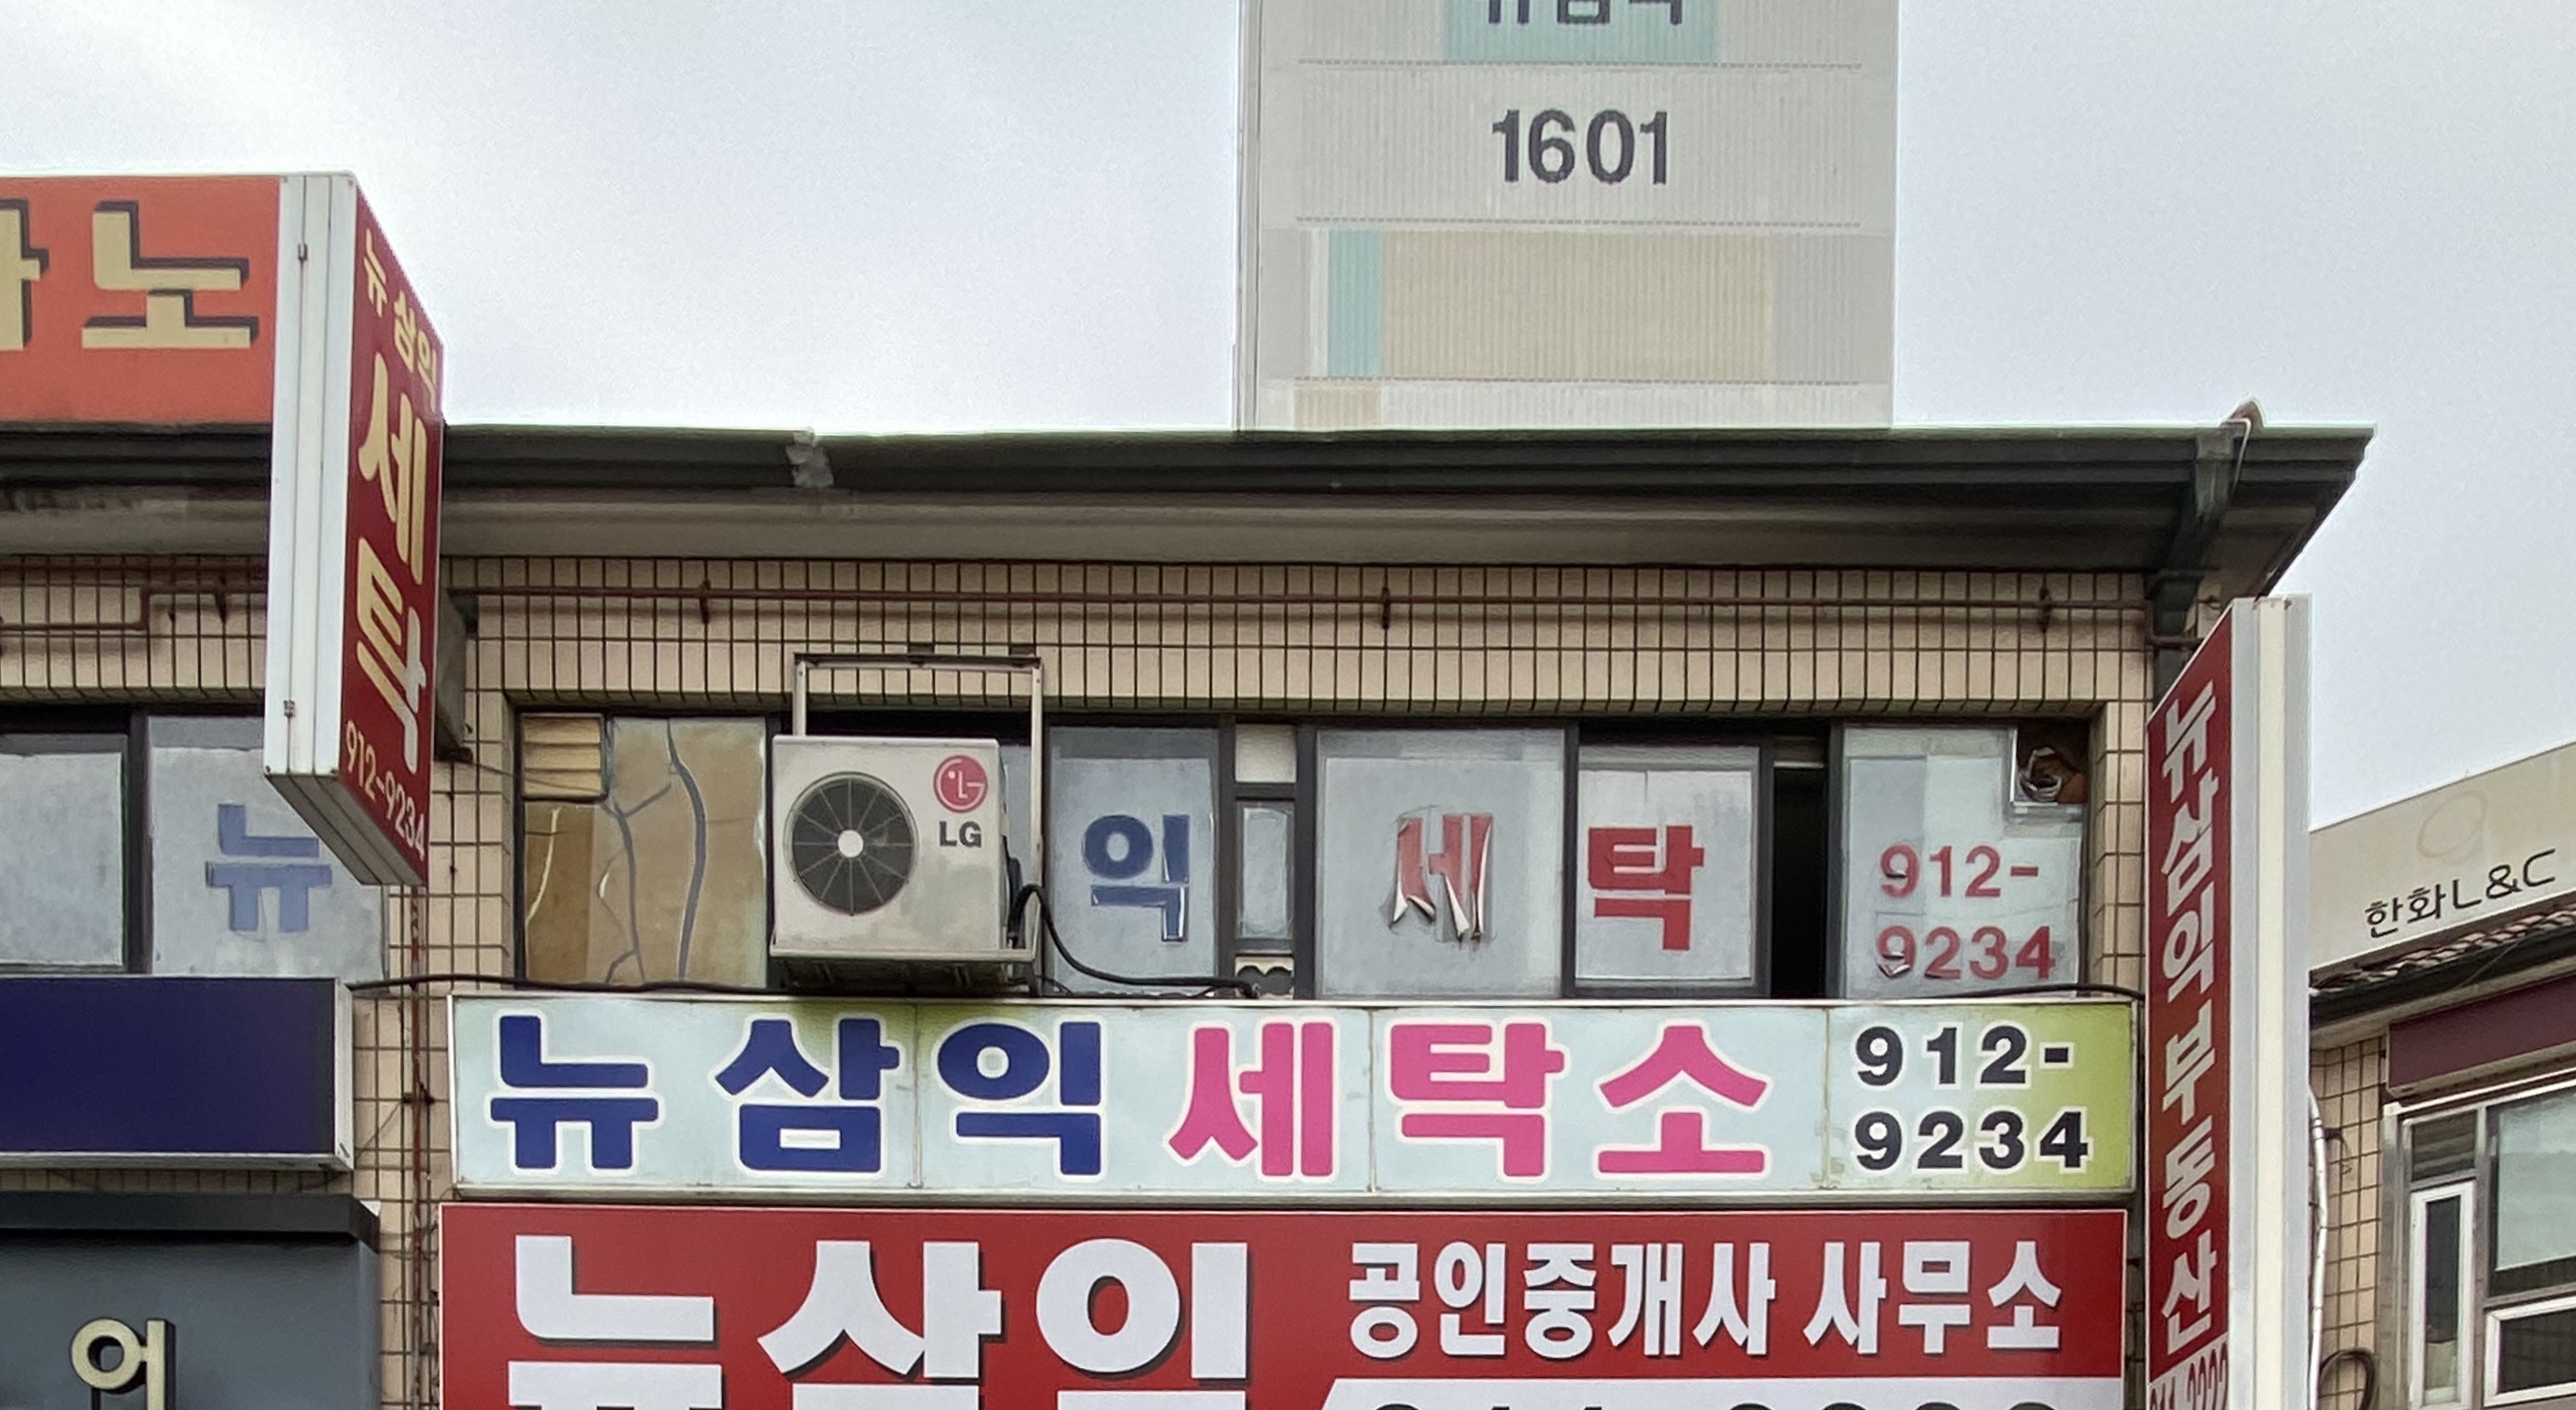 1601
노
뉴삼익
세탁
912-9234
뉴
LG
익 세탁
912-
9234
뉴삼익세탁소
912-
9234
뉴삼익
공인중개사 사무소
뉴삼익부동산
한화L&C
여